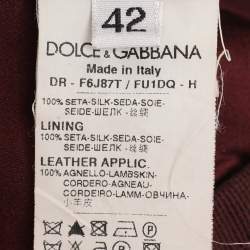 42
DOLCE & GABBANA
Made in Italy
DR - F6J87T / FU1DQ - H
100% SETA-SILK-SEDA-SOIE-
SEIDE-ШЕЛК -丝绸
LINING
100% SETA-SILK-SEDA-SOIE-
SEIDE-ШЕЛК -丝绸
LEATHER APPLIC.
100% AGNELLO-LAMBSKIN-
CORDERO-AGNEAU-
CORDEIRO-LAMM-ОВЧИНА-
小羊皮